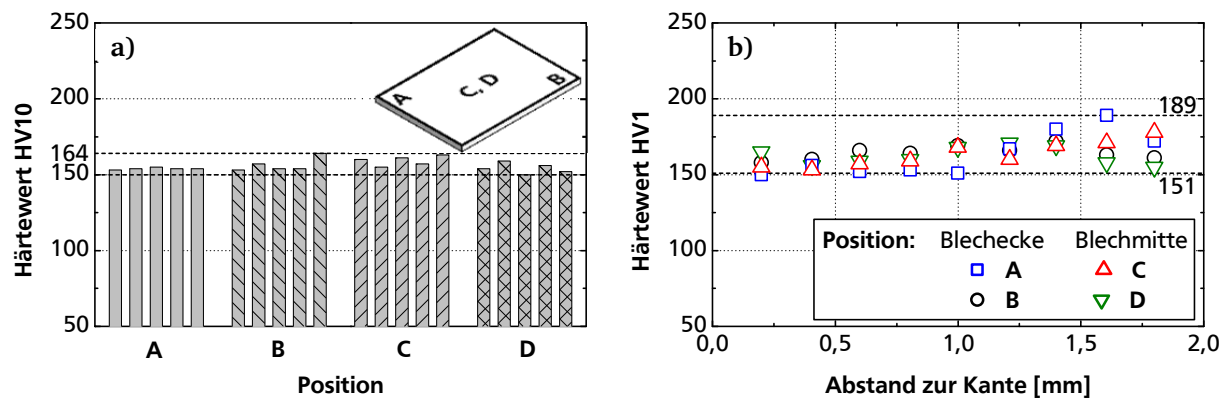 a)
Härtewert HV10
250
200
164
150
100
50
A
B
C, D
A
B
C
D
Position
b)
Härtewert HV1
250
200
150
100
50
189
151
Position: Blechecke Blechmitte
A C
B D
0,0
0,5
1,0
1,5
2,0
Abstand zur Kante [mm]